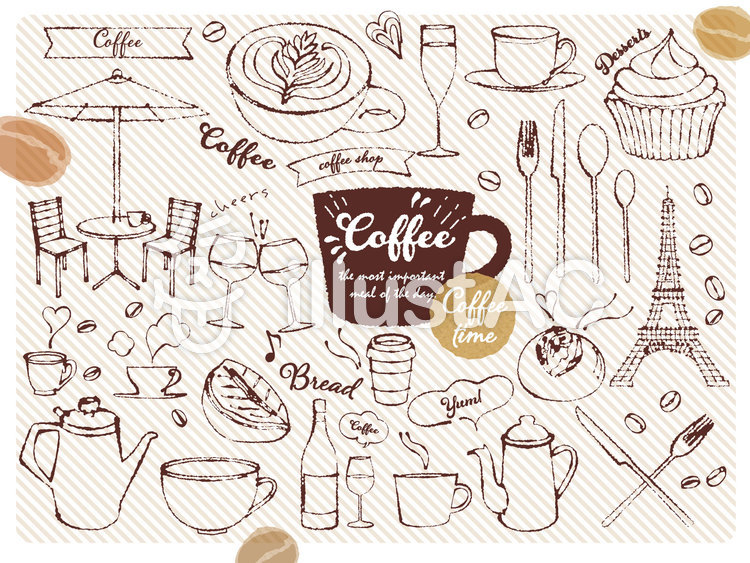 Coffee
Desserts
Coffee
coffee shop
cheers
Coffee
the most important
meal of the day
Coffee
time
illustAC
Bread
Yum!
Coffee